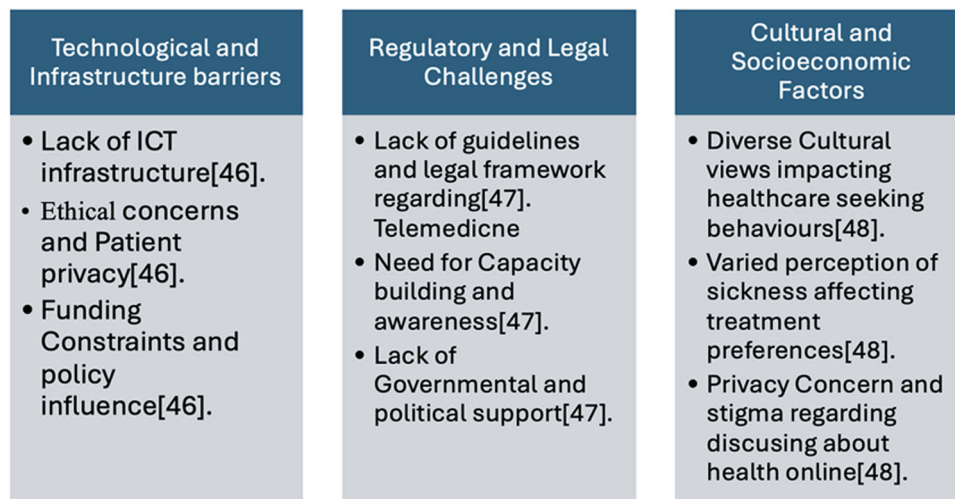 Technological and
Infrastructure barriers
• Lack of ICT
infrastructure[46].
• Ethical concerns
and Patient
privacy[46].
• Funding
Constraints and
policy
influence[46].
Regulatory and Legal
Challenges
• Lack of guidelines
and legal framework
regarding[47].
Telemedicne
• Need for Capacity
building and
awareness[47].
• Lack of
Governmental and
political support[47].
Cultural and
Socioeconomic
Factors
• Diverse Cultural
views impacting
healthcare seeking
behaviours[48].
• Varied perception of
sickness affecting
treatment
preferences[48].
• Privacy Concern and
stigma regarding
discusing about
health online[48].